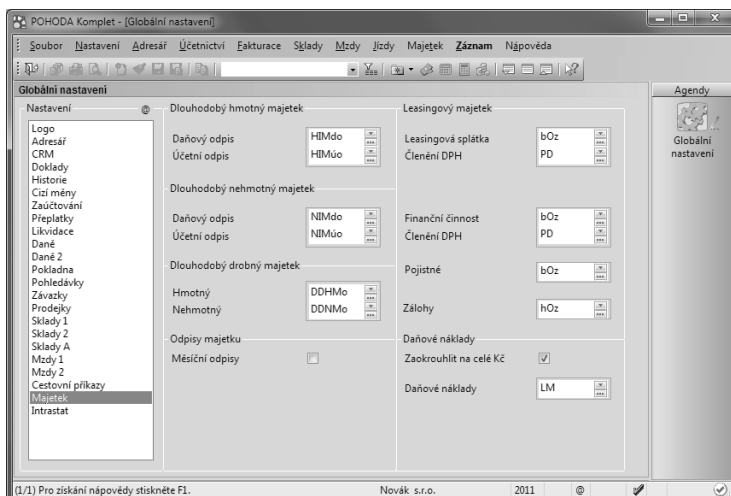 POHODA Komplet - [Globální nastavení]
Soubor Nastavení Adresář Účetnictví Fakturace Sklady Mzdy Jízdy Majetek Záznam Nápověda
Globální nastavení
Agendy
Globální
nastavení
Nastavení @
Logo
Adresář
CRM
Doklady
Historie
Cizí měny
Zaúčtování
Přeplatky
Likvidace
Daně
Daně 2
Pokladna
Pohledávky
Závazky
Prodejky
Sklady 1
Sklady 2
Sklady A
Mzdy 1
Mzdy 2
Cestovní příkazy
Majetek
Intrastat
Dlouhodobý hmotný majetek
Daňový odpis HIMdo
Účetní odpis HIMúo
Dlouhodobý nehmotný majetek
Daňový odpis NIMdo
Účetní odpis NIMúo
Dlouhodobý drobný majetek
Hmotný DDHMo
Nehmotný DDNMo
Odpisy majetku
Měsíční odpisy
Leasingový majetek
Leasingová splátka bOz
Členění DPH PD
Finanční činnost bOz
Členění DPH PD
Pojistné bOz
Zálohy hOz
Daňové náklady
Zaokrouhlit na celé Kč
Daňové náklady LM
(1/1) Pro získání nápovědy stiskněte F1. Novák s.r.o. 2011 @